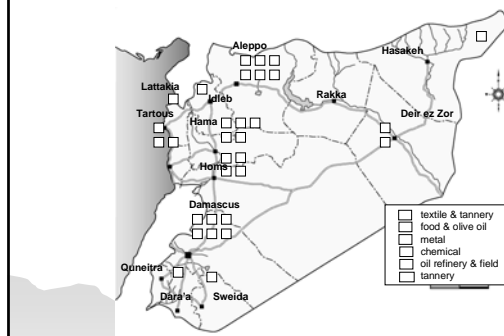 Aleppo
Hasakeh
Lattakia
Idleb
Rakka
Tartous
Hama
Deir ez Zor
Homs
Damascus
textile & tannery
food & olive oil
metal
chemical
oil refinery & field
tannery
Quneitra
Dara'a
Sweida